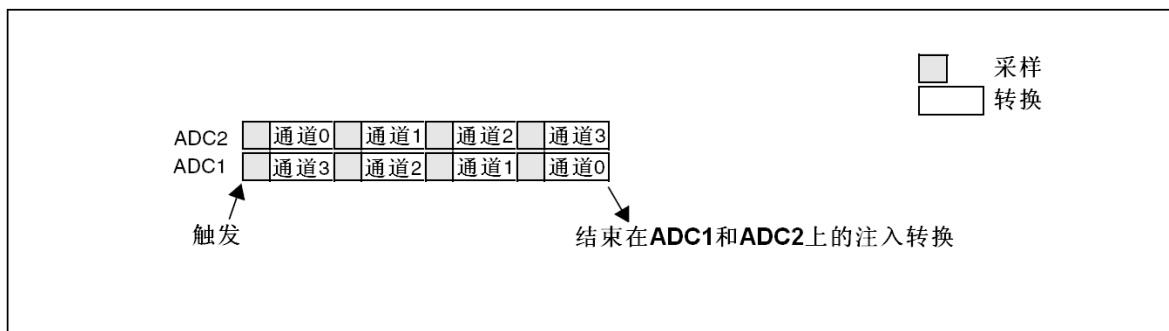 采样
转换
ADC2 通道0 通道1 通道2 通道3
ADC1 通道3 通道2 通道1 通道0
触发
结束在ADC1和ADC2上的注入转换